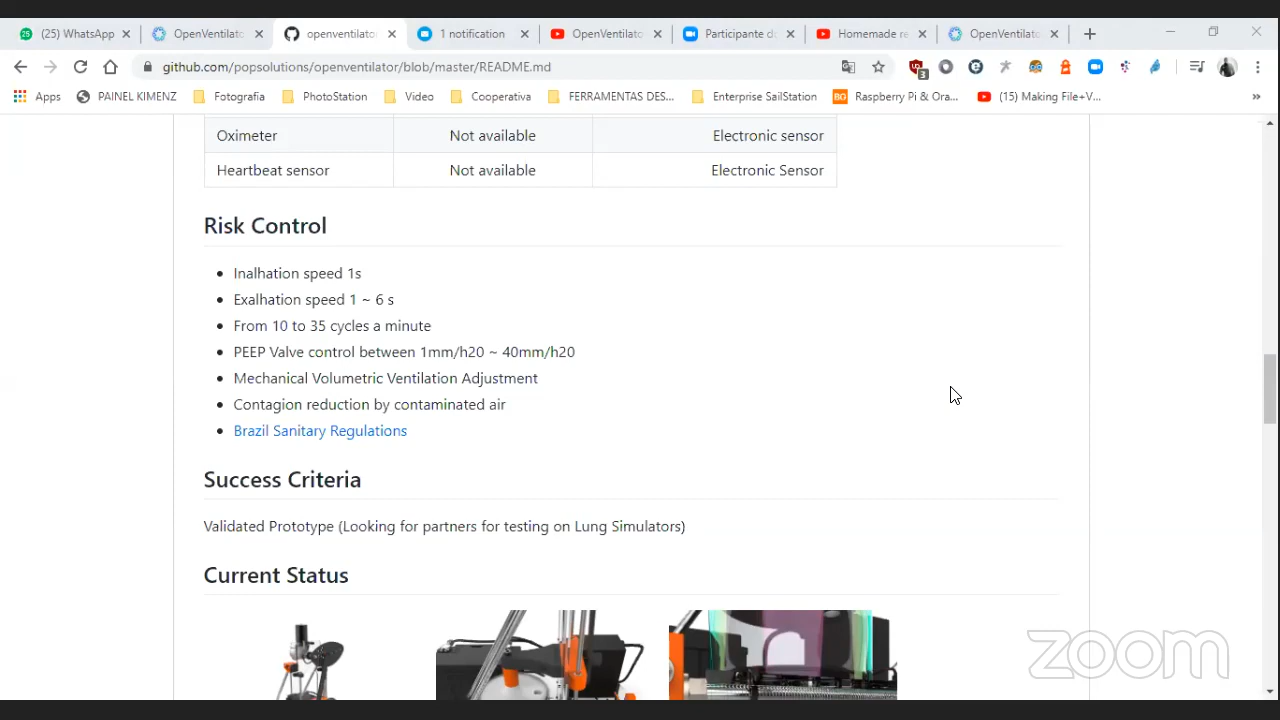 (25) WhatsApp
OpenVentilato
openventilato
1 notification
OpenVentilato
Participante do
Homemade re
OpenVentilato
github.com/popsolutions/openventilator/blob/master/README.md
3
Apps
PAINEL KIMENZ
Fotografia
PhotoStation
Video
Cooperativa
FERRAMENTAS DES...
Enterprise SailStation
Raspberry Pi & Ora...
(15) Making File+V...
Oximeter Not available Electronic sensor
Heartbeat sensor Not available Electronic Sensor
Risk Control
Inalhation speed 1s
Exalhation speed 1 ~ 6 s
From 10 to 35 cycles a minute
PEEP Valve control between 1mm/h20 ~ 40mm/h20
Mechanical Volumetric Ventilation Adjustment
Contagion reduction by contaminated air
Brazil Sanitary Regulations
Success Criteria
Validated Prototype (Looking for partners for testing on Lung Simulators)
Current Status
zoom